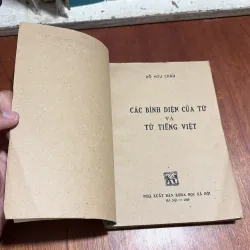 ĐỖ HỮU CHÂU
CÁC BÌNH DIỆN CỦA TỪ
VÀ
TỪ TIẾNG VIỆT
NHÀ XUẤT BẢN KHOA HỌC XÃ HỘI